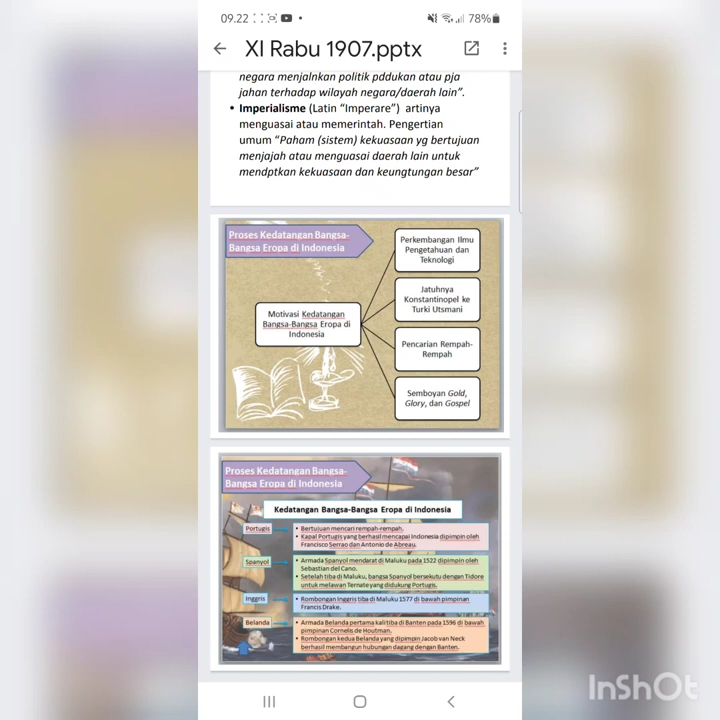 09.22
78%
XI Rabu 1907.pptx
negara menjalnkan politik pddukan atau pja
jahan terhadap wilayah negara/daerah lain".
• Imperialisme (Latin "Imperare") artinya
menguasai atau memerintah. Pengertian
umum "Paham (sistem) kekuasaan yg bertujuan
menjajah atau menguasai daerah lain untuk
mendptkan kekuasaan dan keungtungan besar"
Proses Kedatangan Bangsa-
Bangsa Eropa di Indonesia
Motivasi Kedatangan
Bangsa-Bangsa Eropa di
Indonesia
Perkembangan Ilmu
Pengetahuan dan
Teknologi
Jatuhnya
Konstantinopel ke
Turki Utsmani
Pencarian Rempah-
Rempah
Semboyan Gold,
Glory, dan Gospel
Proses Kedatangan Bangsa-
Bangsa Eropa di Indonesia
Kedatangan Bangsa-Bangsa Eropa di Indonesia
Portugis
• Bertujuan mencari rempah-rempah.
• Kapal Portugis yang berhasil mencapai Indonesia dipimpin oleh
Francisco Serrao dan Antonio de Abreau.
Spanyol
• Armada Spanyol mendarat di Maluku pada 1522 dipimpin oleh
Sebastian del Cano.
• Setelah tiba di Maluku, bangsa Spanyol bersekutu dengan Tidore
untuk melawan Ternate yang didukung Portugis.
Inggris
• Rombongan Inggris tiba di Maluku 1577 di bawah pimpinan
Francis Drake.
Belanda
• Armada Belanda pertama kali tiba di Banten pada 1596 di bawah
pimpinan Cornelis de Houtman.
• Rombongan kedua Belanda yang dipimpin Jacob van Neck
berhasil membangun hubungan dagang dengan Banten.
InShOt